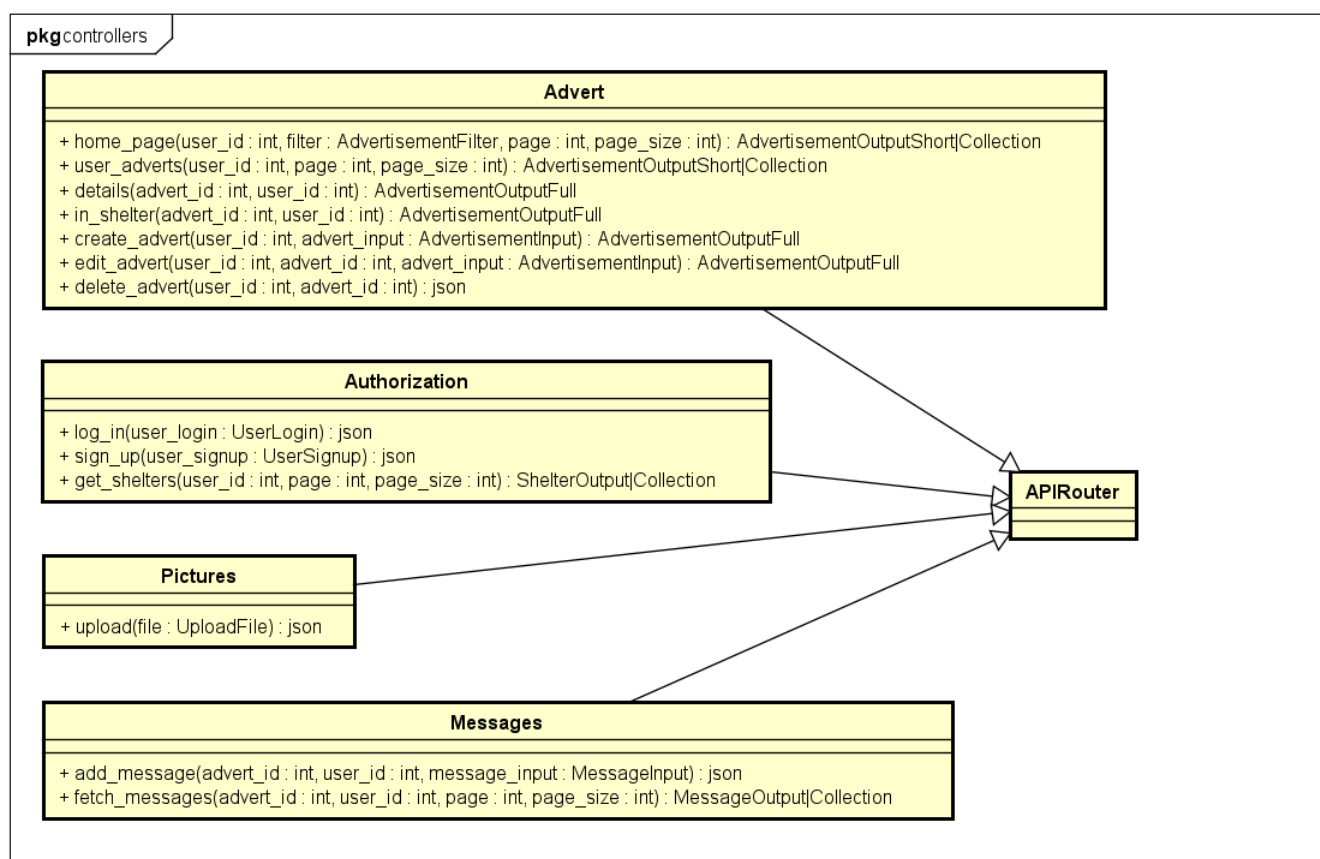 pkg controllers
Advert
+ home_page(user_id : int, filter : AdvertisementFilter, page : int, page_size : int) : AdvertisementOutputShort|Collection
+ user_adverts(user_id : int, page : int, page_size : int) : AdvertisementOutputShort|Collection
+ details(advert_id : int, user_id : int) : AdvertisementOutputFull
+ in_shelter(advert_id : int, user_id : int) : AdvertisementOutputFull
+ create_advert(user_id : int, advert_input : AdvertisementInput) : AdvertisementOutputFull
+ edit_advert(user_id : int, advert_id : int, advert_input : AdvertisementInput) : AdvertisementOutputFull
+ delete_advert(user_id : int, advert_id : int) : json
Authorization
+ log_in(user_login : UserLogin) : json
+ sign_up(user_signup : UserSignup) : json
+ get_shelters(user_id : int, page : int, page_size : int) : ShelterOutput|Collection
APIRouter
Pictures
+ upload(file : UploadFile) : json
Messages
+ add_message(advert_id : int, user_id : int, message_input : MessageInput) : json
+ fetch_messages(advert_id : int, user_id : int, page : int, page_size : int) : MessageOutput|Collection